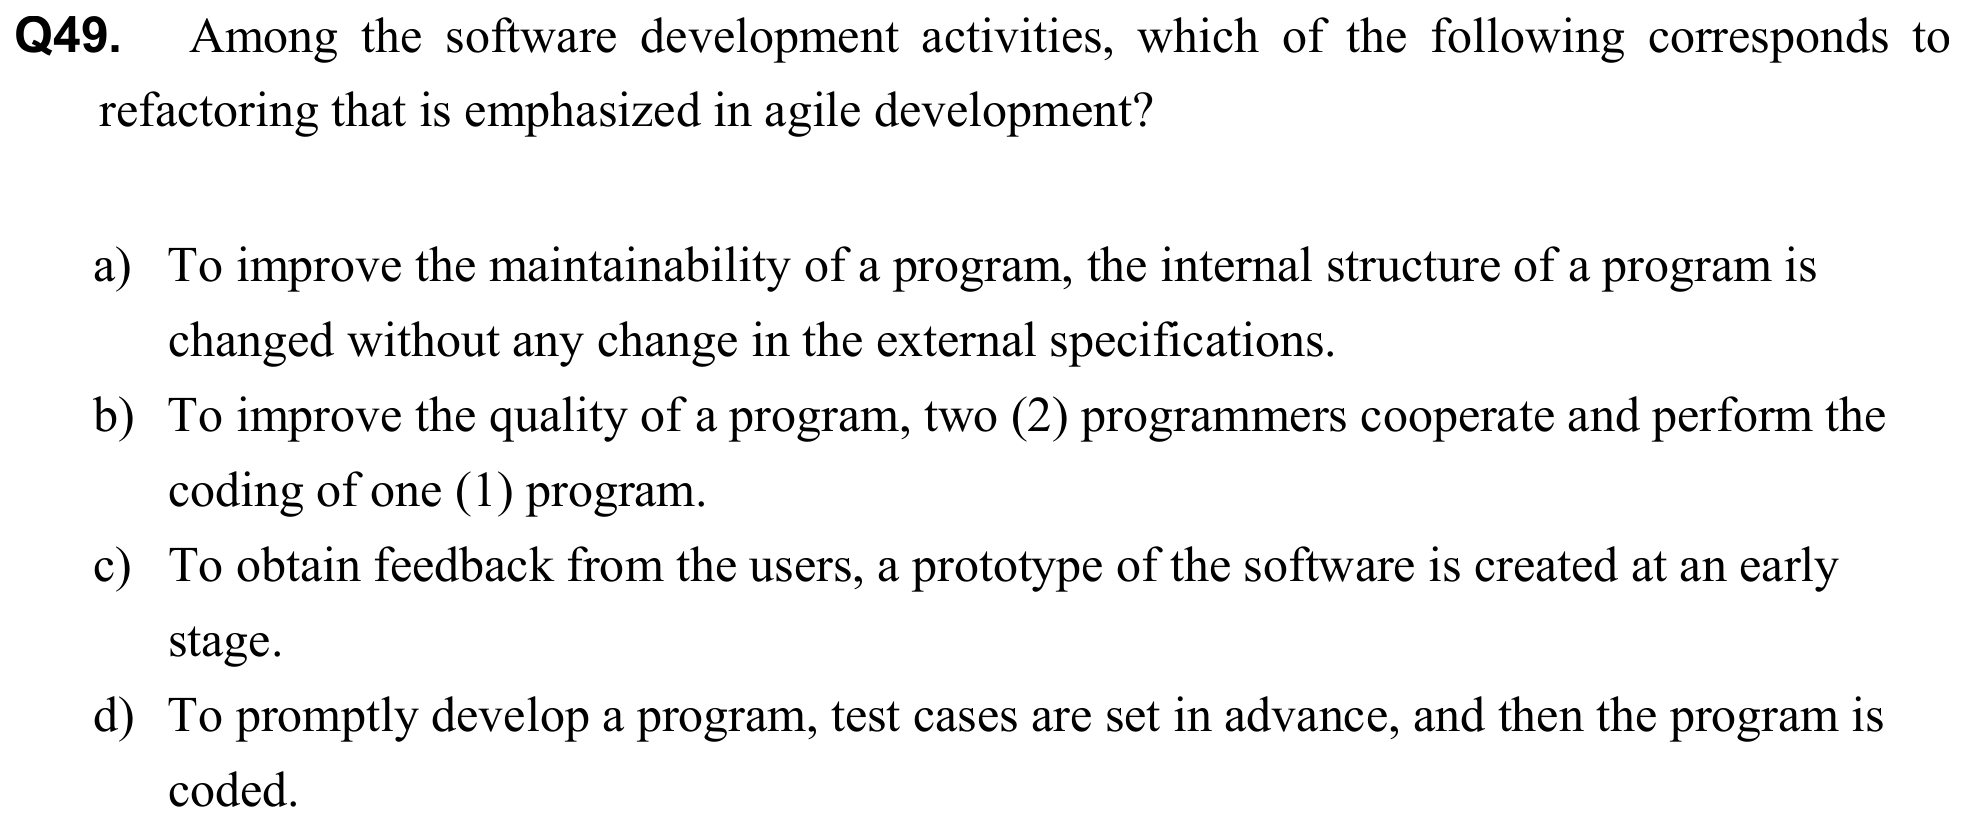 Q49. Among the software development activities, which of the following corresponds to
refactoring that is emphasized in agile development?
a) To improve the maintainability of a program, the internal structure of a program is
changed without any change in the external specifications.
b) To improve the quality of a program, two (2) programmers cooperate and perform the
coding of one (1) program.
c) To obtain feedback from the users, a prototype of the software is created at an early
stage.
d) To promptly develop a program, test cases are set in advance, and then the program is
coded.